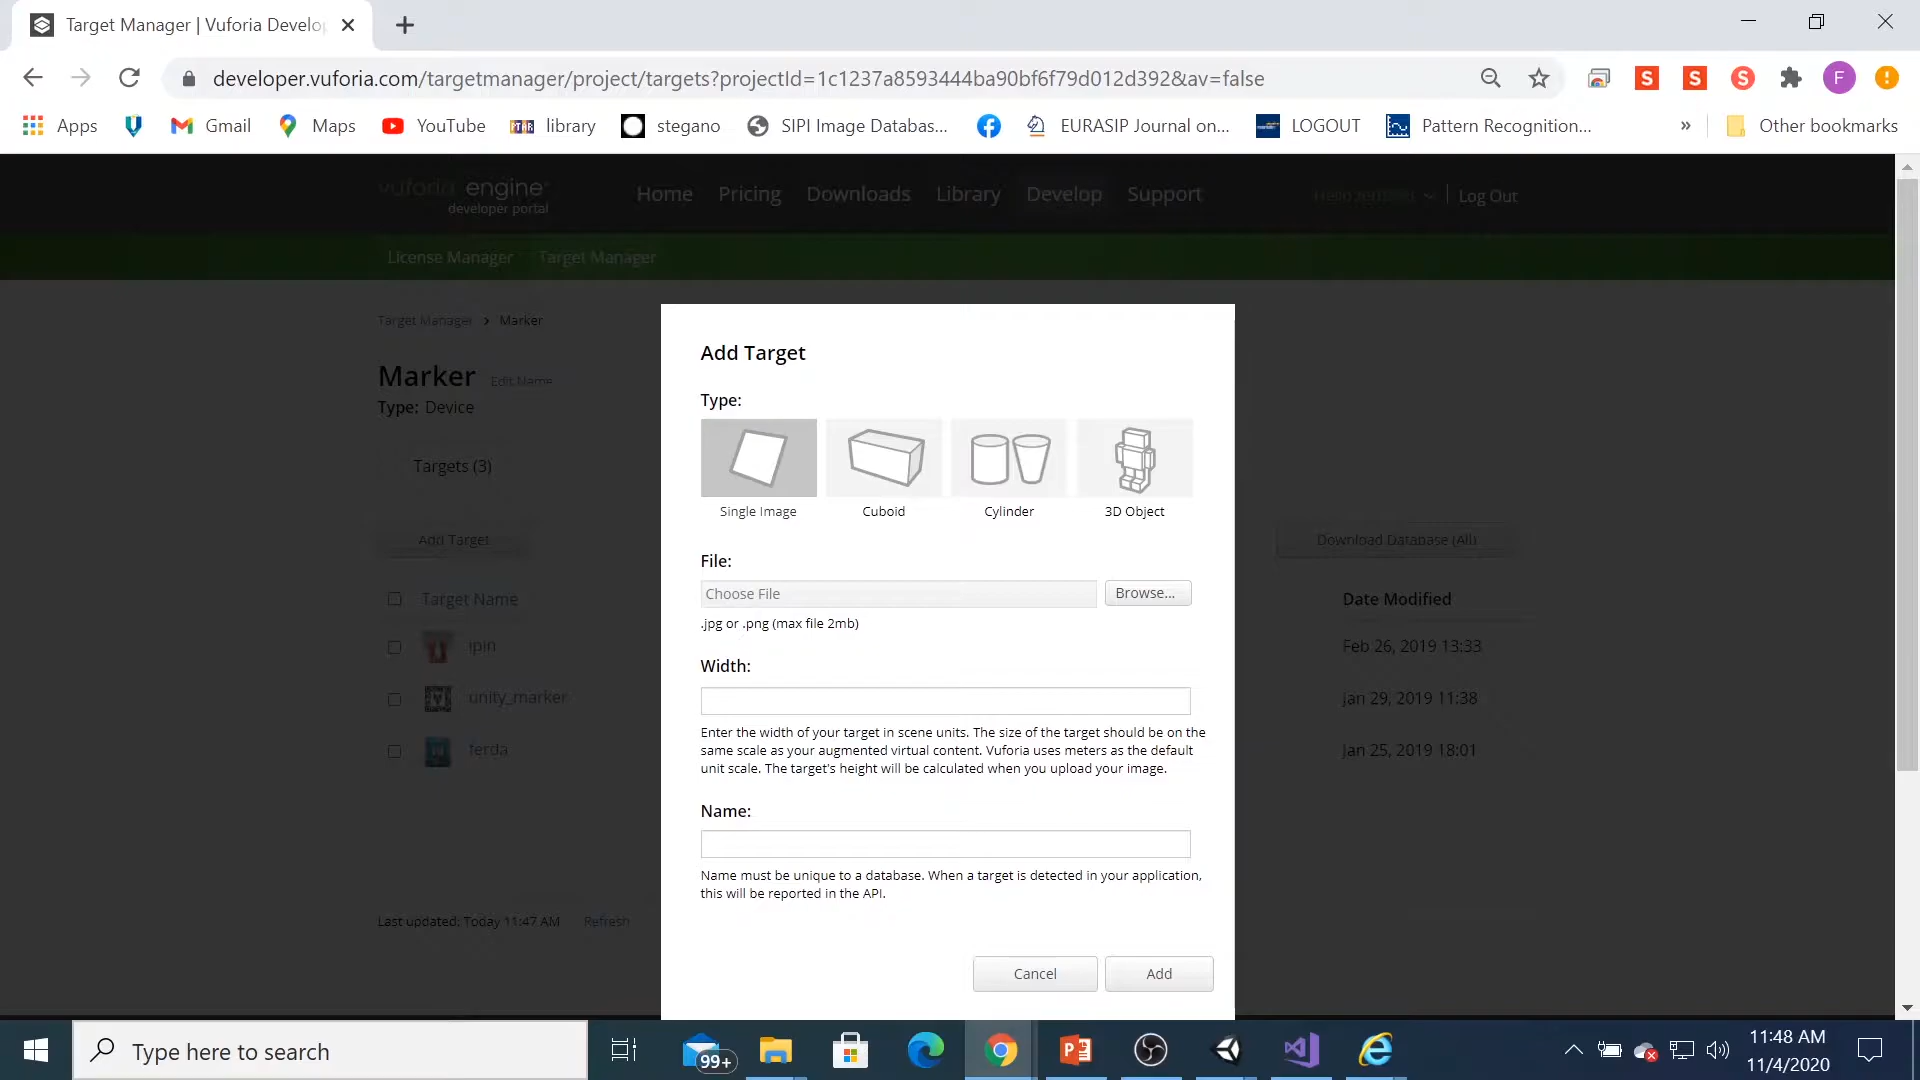 Target Manager | Vuforia Develo
developer.vuforia.com/targetmanager/project/targets?projectId=1c1237a8593444ba90bf6f79d012d392&av=false
F
Apps Gmail Maps YouTube library stegano SIPI Image Databas... EURASIP Journal on... LOGOUT Pattern Recognition... » Other bookmarks
vuforia engine
developer portal
Home Pricing Downloads Library Develop Support Log Out
License Manager Target Manager
Target Manager > Marker
Marker Edit Name
Type: Device
Targets (3)
Add Target
Download Database (All)
Target Name
Date Modified
ipin
Feb 26, 2019 13:33
unity_marker
Jan 29, 2019 11:38
ferda
Jan 25, 2019 18:01
Last updated: Today 11:47 AM Refresh
Add Target
Type:
Single Image Cuboid Cylinder 3D Object
File:
Choose File Browse...
.jpg or .png (max file 2mb)
Width:
Enter the width of your target in scene units. The size of the target should be on the
same scale as your augmented virtual content. Vuforia uses meters as the default
unit scale. The target's height will be calculated when you upload your image.
Name:
Name must be unique to a database. When a target is detected in your application,
this will be reported in the API.
Cancel Add
Type here to search
99+
11:48 AM
11/4/2020